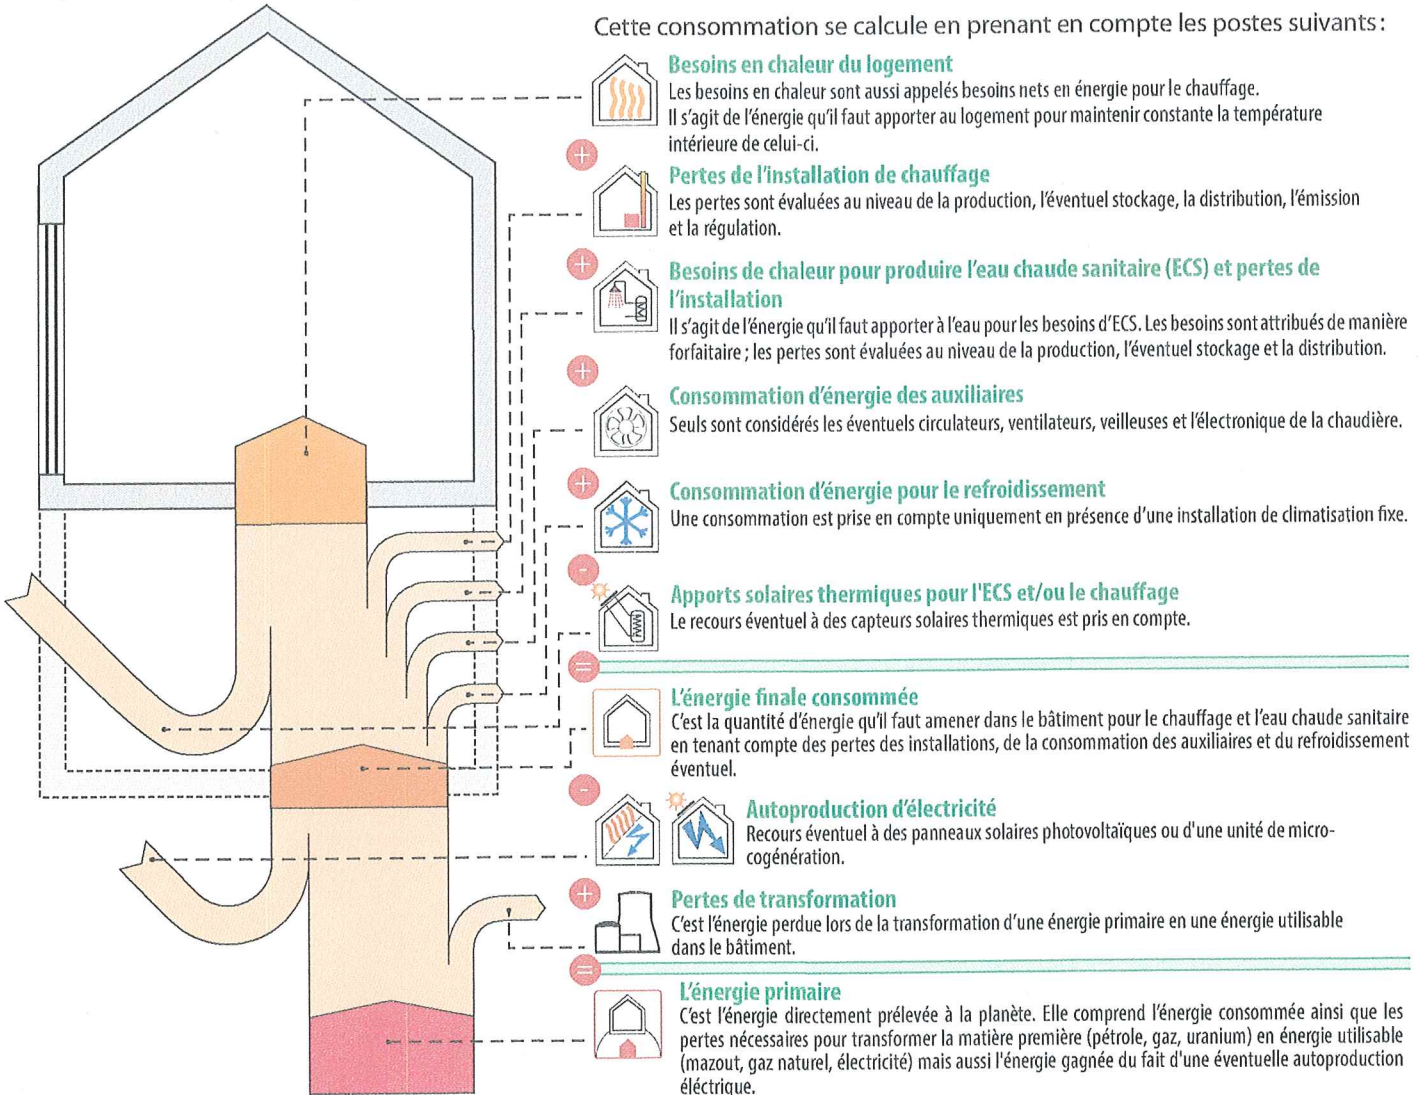 Cette consommation se calcule en prenant en compte les postes suivants :
Besoins en chaleur du logement
Les besoins en chaleur sont aussi appelés besoins nets en énergie pour le chauffage.
Il s'agit de l'énergie qu'il faut apporter au logement pour maintenir constante la température
intérieure de celui-ci.
+
Pertes de l'installation de chauffage
Les pertes sont évaluées au niveau de la production, l'éventuel stockage, la distribution, l'émission
et la régulation.
+
Besoins de chaleur pour produire l'eau chaude sanitaire (ECS) et pertes de
l'installation
Il s'agit de l'énergie qu'il faut apporter à l'eau pour les besoins d'ECS. Les besoins sont attribués de manière
forfaitaire ; les pertes sont évaluées au niveau de la production, l'éventuel stockage et la distribution.
+
Consommation d'énergie des auxiliaires
Seuls sont considérés les éventuels circulateurs, ventilateurs, veilleuses et l'électronique de la chaudière.
+
Consommation d'énergie pour le refroidissement
Une consommation est prise en compte uniquement en présence d'une installation de climatisation fixe.
-
Apports solaires thermiques pour l'ECS et/ou le chauffage
Le recours éventuel à des capteurs solaires thermiques est pris en compte.
=
L'énergie finale consommée
C'est la quantité d'énergie qu'il faut amener dans le bâtiment pour le chauffage et l'eau chaude sanitaire
en tenant compte des pertes des installations, de la consommation des auxiliaires et du refroidissement
éventuel.
-
Autoproduction d'électricité
Recours éventuel à des panneaux solaires photovoltaïques ou d'une unité de micro-
cogénération.
+
Pertes de transformation
C'est l'énergie perdue lors de la transformation d'une énergie primaire en une énergie utilisable
dans le bâtiment.
=
L'énergie primaire
C'est l'énergie directement prélevée à la planète. Elle comprend l'énergie consommée ainsi que les
pertes nécessaires pour transformer la matière première (pétrole, gaz, uranium) en énergie utilisable
(mazout, gaz naturel, électricité) mais aussi l'énergie gagnée du fait d'une éventuelle autoproduction
éléctrique.